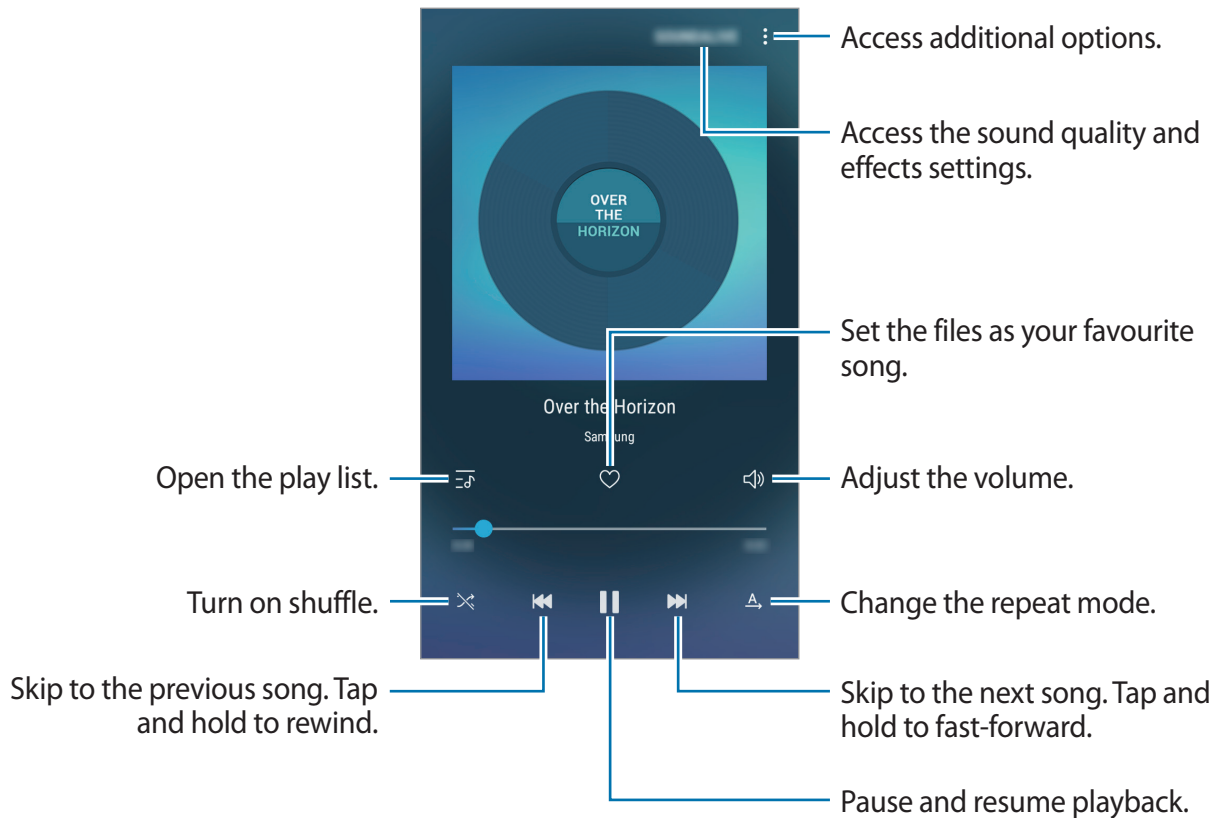 Access additional options.
Access the sound quality and
effects settings.
OVER
THE
HORIZON
Set the files as your favourite
song.
Over the Horizon
Samsung
Open the play list.
Adjust the volume.
Turn on shuffle.
A
Change the repeat mode.
Skip to the previous song. Tap
and hold to rewind.
Skip to the next song. Tap and
hold to fast-forward.
Pause and resume playback.